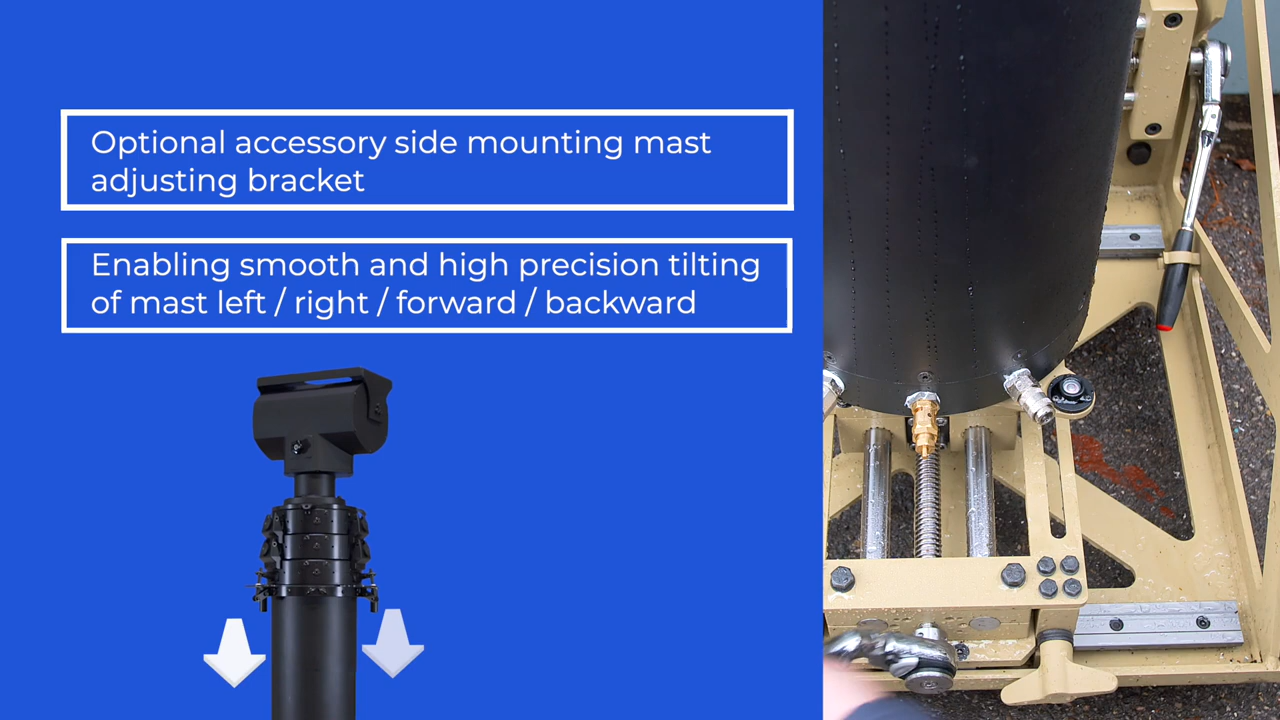 Optional accessory side mounting mast
adjusting bracket
Enabling smooth and high precision tilting
of mast left / right / forward / backward